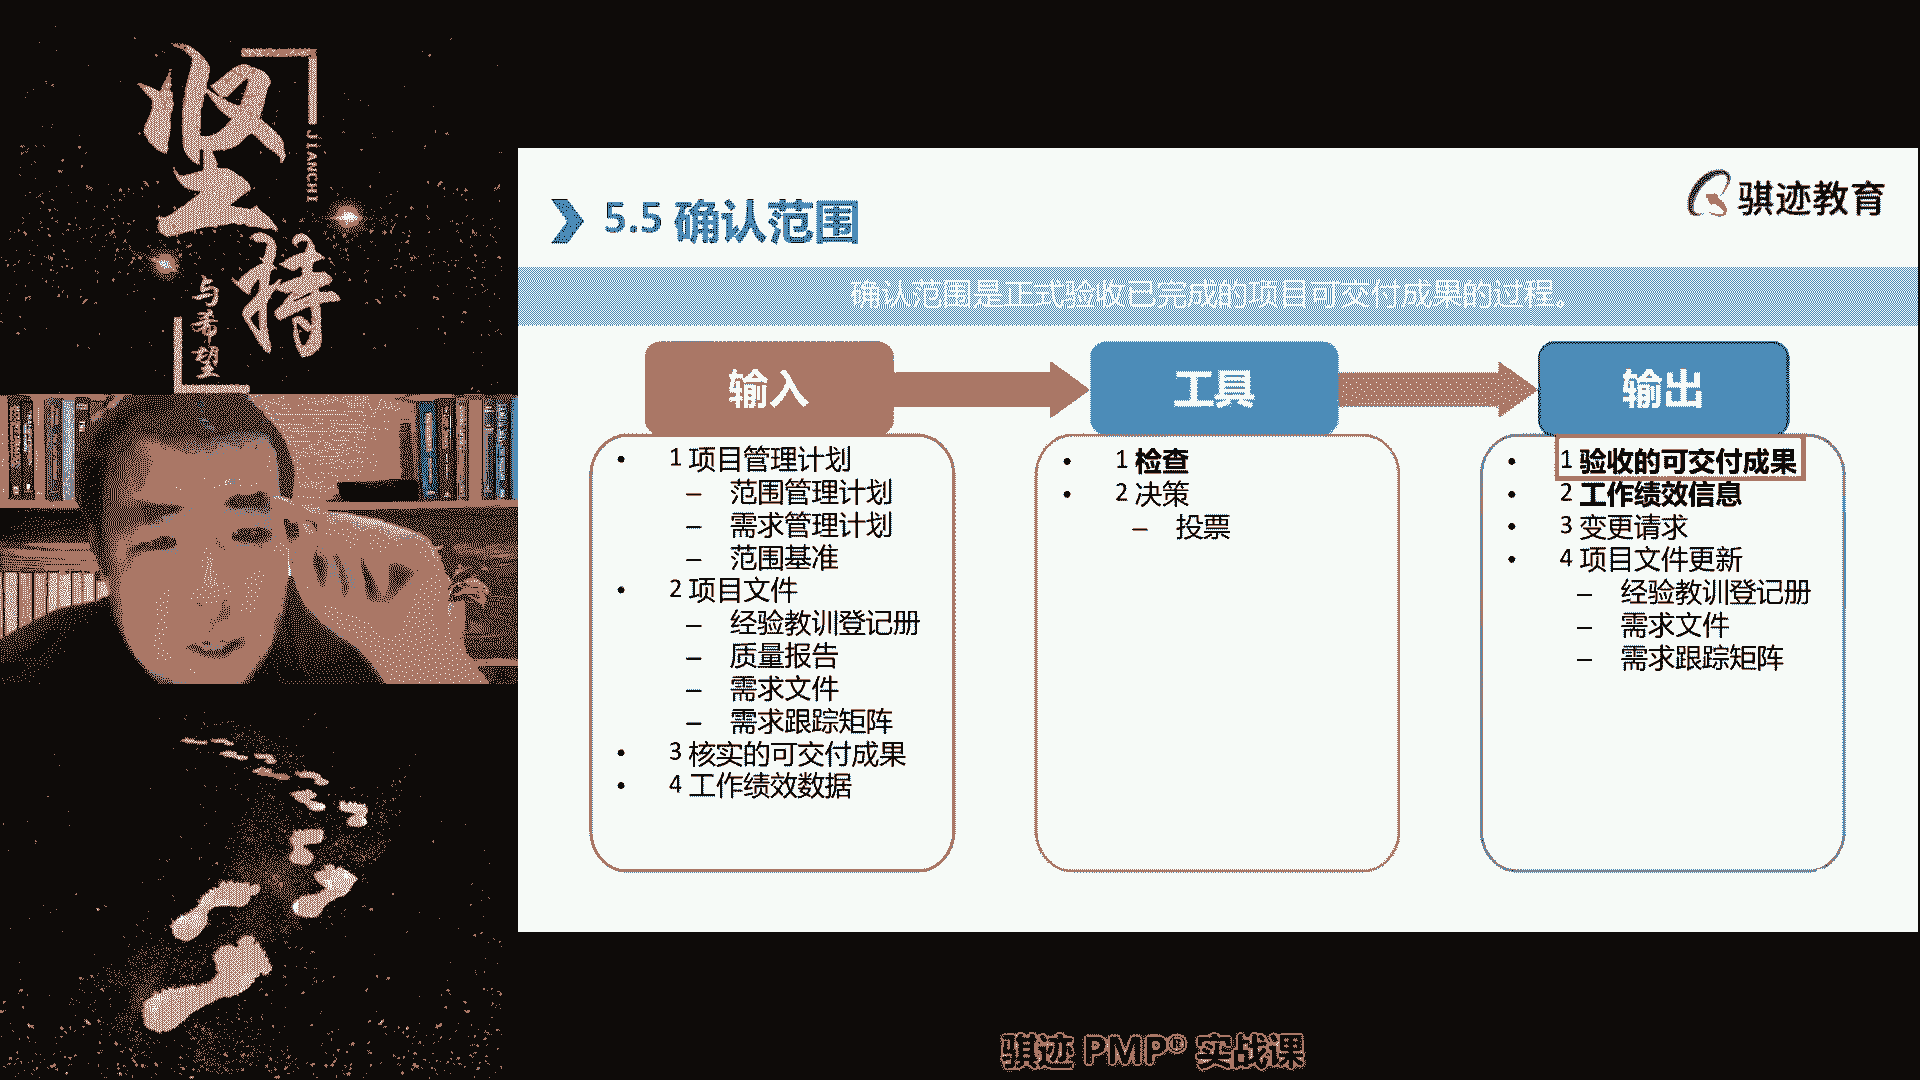 坚持
JIANCHI
与希望
5.5 确认范围
骐迹教育
确认范围是正式验收已完成的项目可交付成果的过程。
输入
1 项目管理计划
– 范围管理计划
– 需求管理计划
– 范围基准
2 项目文件
– 经验教训登记册
– 质量报告
– 需求文件
– 需求跟踪矩阵
3 核实的可交付成果
4 工作绩效数据
工具
1 检查
2 决策
– 投票
输出
1 验收的可交付成果
2 工作绩效信息
3 变更请求
4 项目文件更新
– 经验教训登记册
– 需求文件
– 需求跟踪矩阵
骐迹 PMP® 实战课